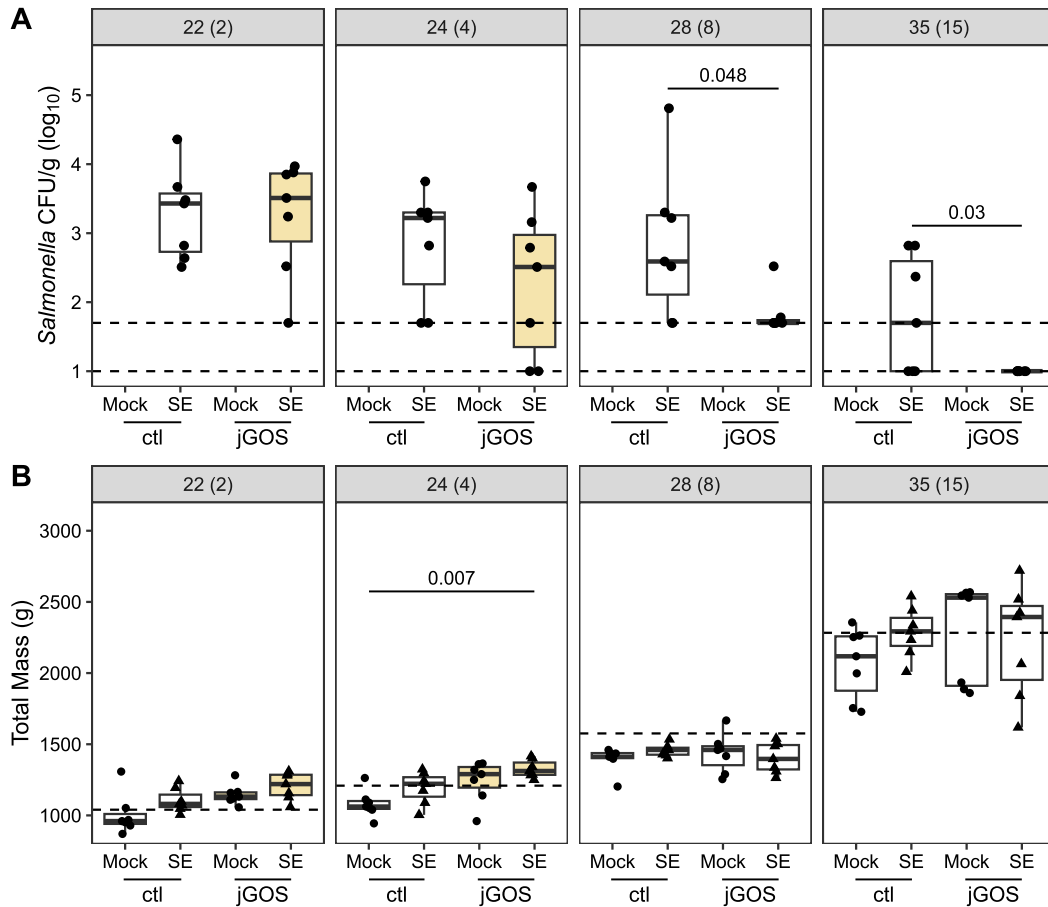 A
22 (2) 24 (4) 28 (8) 35 (15)
Salmonella CFU/g (log10)
5
4
3
2
1
0.048
0.03
Mock SE Mock SE Mock SE Mock SE Mock SE Mock SE Mock SE Mock SE
ctl jGOS ctl jGOS ctl jGOS ctl jGOS
B
22 (2) 24 (4) 28 (8) 35 (15)
Total Mass (g)
3000
2500
2000
1500
1000
0.007
Mock SE Mock SE Mock SE Mock SE Mock SE Mock SE Mock SE Mock SE
ctl jGOS ctl jGOS ctl jGOS ctl jGOS